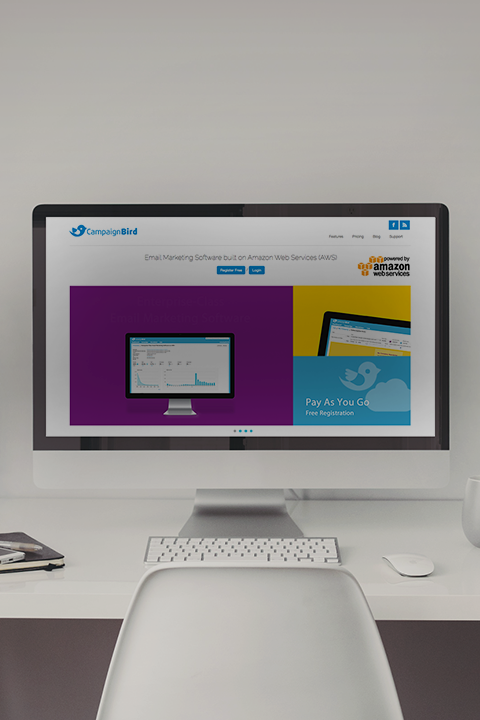 CampaignBird
Features
Pricing
Blog
Support
Email Marketing Software built on Amazon Web Services (AWS)
Register Free
Login
powered by
amazon
web services
Pay As You Go
Free Registration